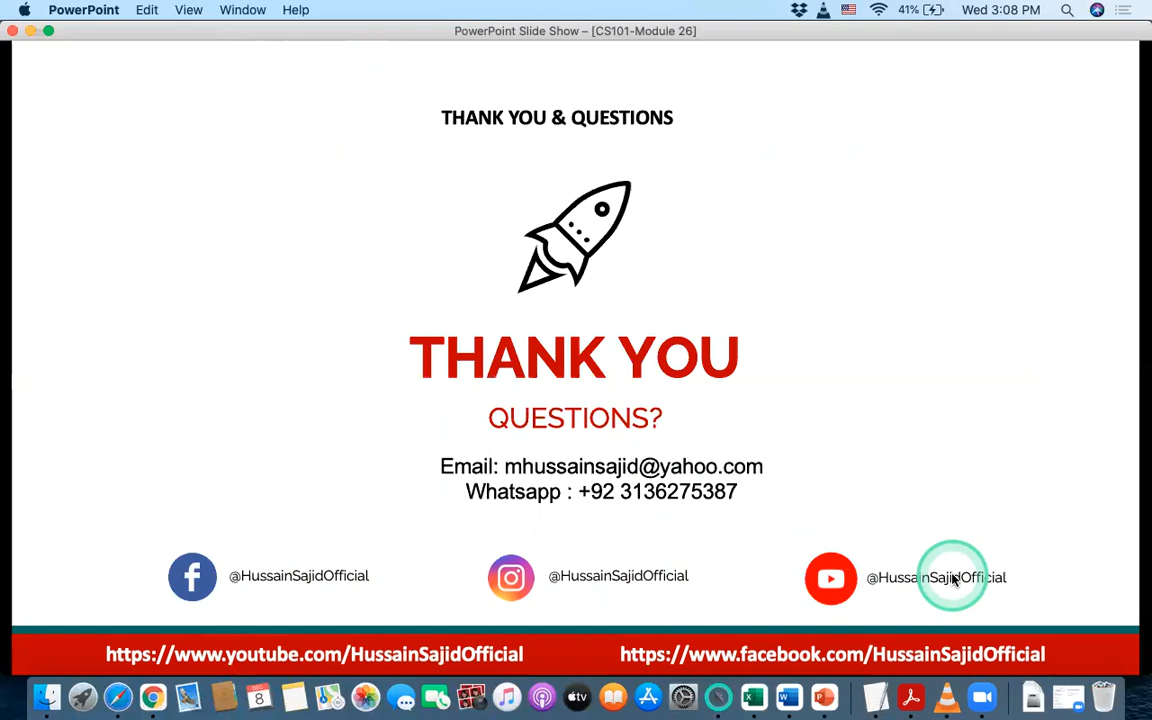 PowerPoint Edit View Window Help 41% Wed 3:08 PM
PowerPoint Slide Show – [CS101-Module 26]
THANK YOU & QUESTIONS
THANK YOU
QUESTIONS?
Email: mhussainsajid@yahoo.com
Whatsapp : +92 3136275387
@HussainSajidOfficial @HussainSajidOfficial @HussainSajidOfficial
https://www.youtube.com/HussainSajidOfficial https://www.facebook.com/HussainSajidOfficial
8 tv